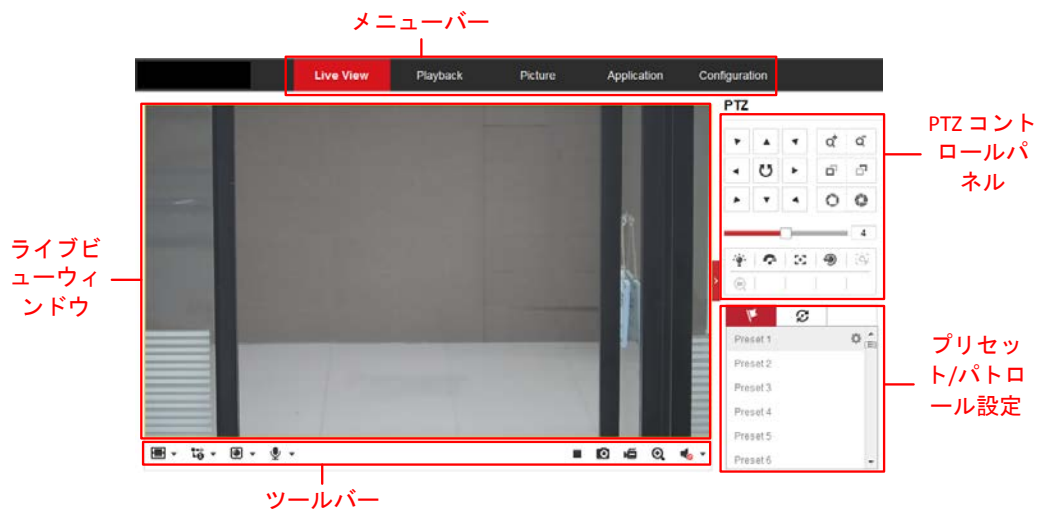 メニューバー
Live View
Playback
Picture
Application
Configuration
PTZ
PTZ コント
ロールパ
ネル
4
ライブビ
ューウィ
ンドウ
Preset 1
Preset 2
Preset 3
Preset 4
Preset 5
Preset 6
プリセッ
ト/パトロ
ール設定
ツールバー